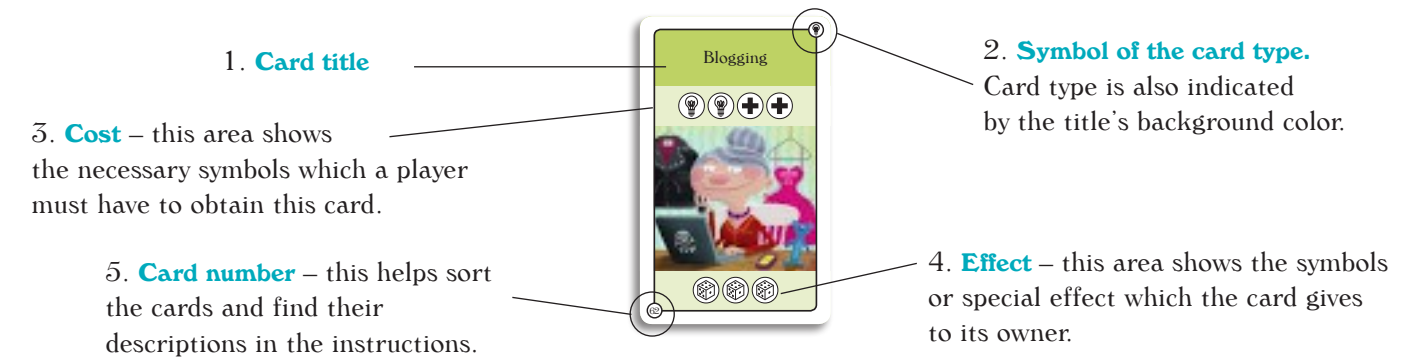 1. Card title
Blogging
2. Symbol of the card type.
Card type is also indicated
by the title's background color.
3. Cost – this area shows
the necessary symbols which a player
must have to obtain this card.
4. Effect – this area shows the symbols
or special effect which the card gives
to its owner.
5. Card number – this helps sort
the cards and find their
descriptions in the instructions.
62